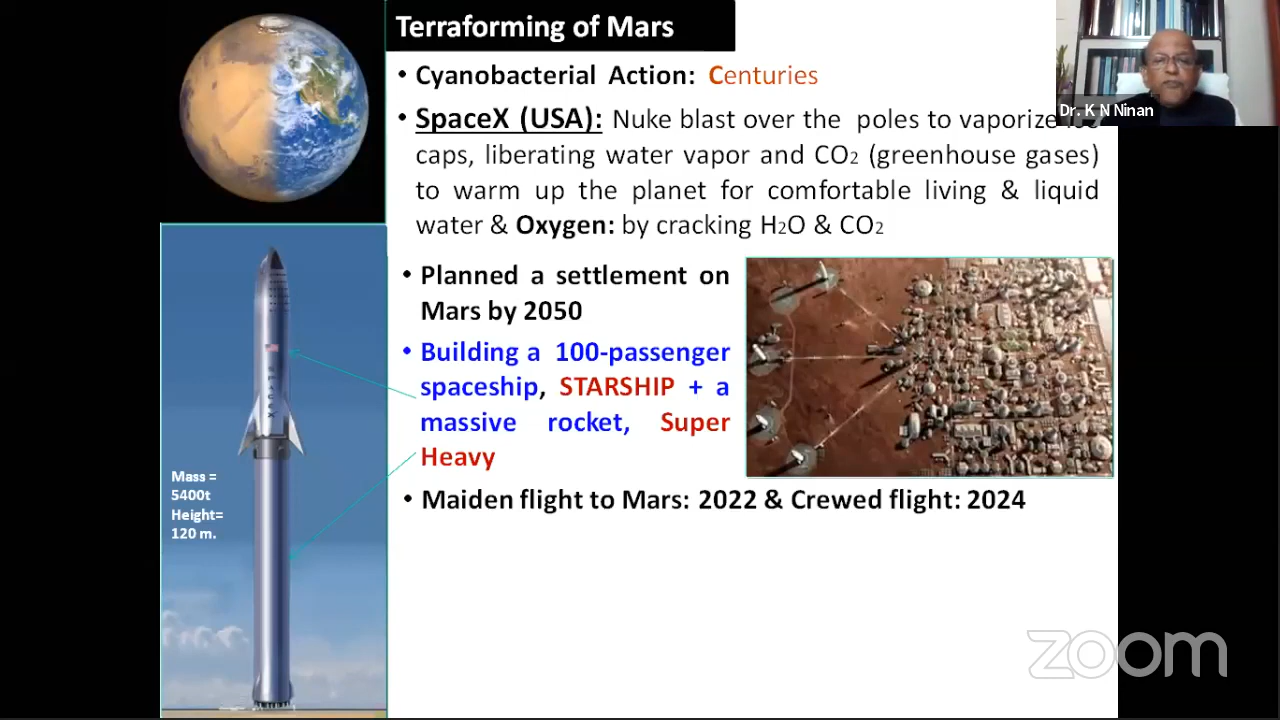 Terraforming of Mars
• Cyanobacterial Action: Centuries
Dr. K N Ninan
• SpaceX (USA): Nuke blast over the poles to vaporize
caps, liberating water vapor and CO2 (greenhouse gases)
to warm up the planet for comfortable living & liquid
water & Oxygen: by cracking H2O & CO2
• Planned a settlement on
Mars by 2050
• Building a 100-passenger
spaceship, STARSHIP + a
massive rocket, Super
Heavy
• Maiden flight to Mars: 2022 & Crewed flight: 2024
SPACEX
Mass =
5400t
Height=
120 m.
zoom